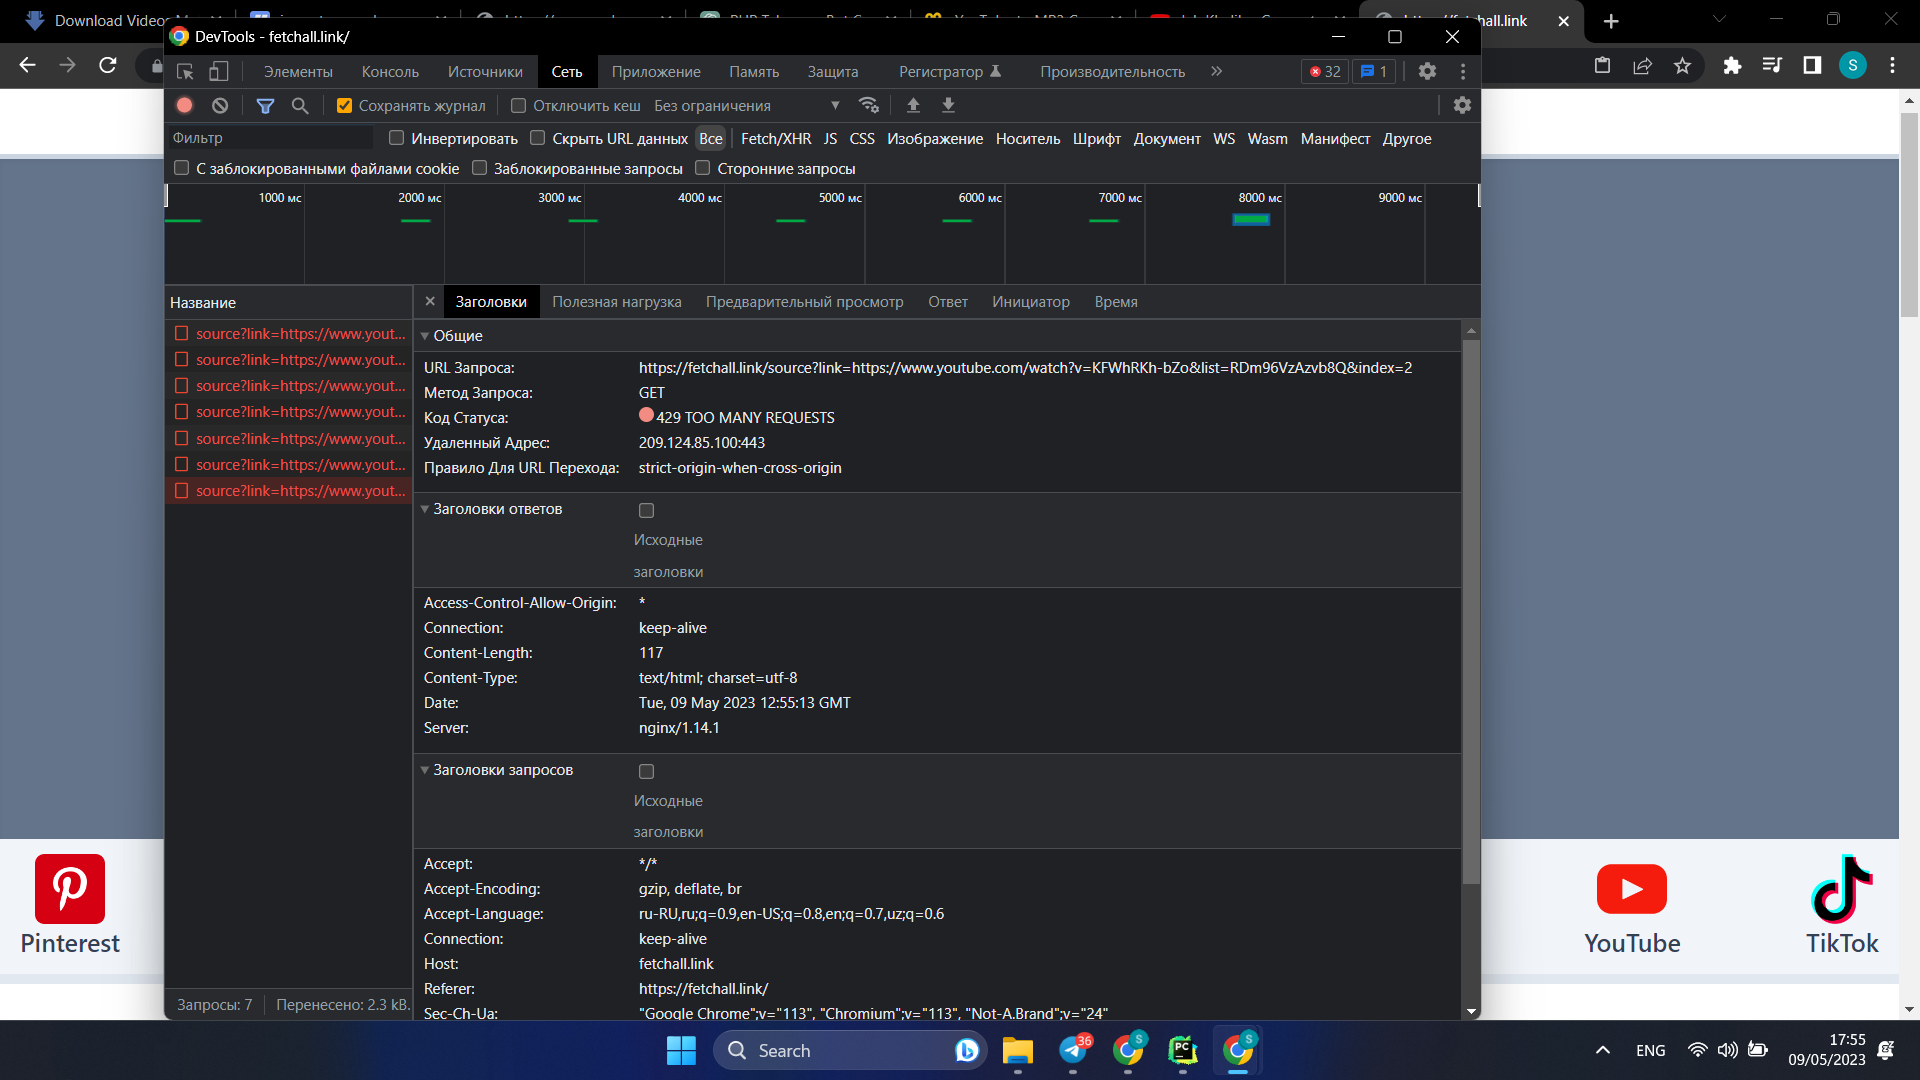 Download Videos
https://fetchall.link
DevTools - fetchall.link/
S
Элементы Консоль Источники Сеть Приложение Память Защита Регистратор Производительность » 32 1
Сохранять журнал Отключить кеш Без ограничения
Фильтр Инвертировать Скрыть URL данных Все Fetch/XHR JS CSS Изображение Носитель Шрифт Документ WS Wasm Манифест Другое
С заблокированными файлами cookie Заблокированные запросы Сторонние запросы
1000 мс 2000 мс 3000 мс 4000 мс 5000 мс 6000 мс 7000 мс 8000 мс 9000 мс
Название
Заголовки Полезная нагрузка Предварительный просмотр Ответ Инициатор Время
source?link=https://www.yout...
source?link=https://www.yout...
source?link=https://www.yout...
source?link=https://www.yout...
source?link=https://www.yout...
source?link=https://www.yout...
source?link=https://www.yout...
Общие
URL Запроса: https://fetchall.link/source?link=https://www.youtube.com/watch?v=KFWhRKh-bZo&list=RDm96VzAzvb8Q&index=2
Метод Запроса: GET
Код Статуса: 429 TOO MANY REQUESTS
Удаленный Адрес: 209.124.85.100:443
Правило Для URL Перехода: strict-origin-when-cross-origin
Заголовки ответов
Исходные
заголовки
Access-Control-Allow-Origin: *
Connection: keep-alive
Content-Length: 117
Content-Type: text/html; charset=utf-8
Date: Tue, 09 May 2023 12:55:13 GMT
Server: nginx/1.14.1
Заголовки запросов
Исходные
заголовки
Accept: */*
Accept-Encoding: gzip, deflate, br
Accept-Language: ru-RU,ru;q=0.9,en-US;q=0.8,en;q=0.7,uz;q=0.6
Connection: keep-alive
Host: fetchall.link
Referer: https://fetchall.link/
Sec-Ch-Ua: "Google Chrome";v="113", "Chromium";v="113", "Not-A.Brand";v="24"
Запросы: 7 Перенесено: 2.3 kB.
Pinterest
YouTube
TikTok
Search
36
S
PC
S
ENG
17:55
09/05/2023